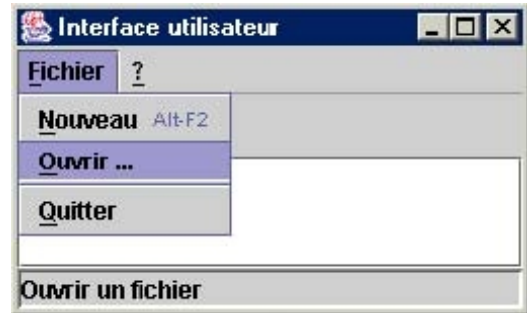 Interface utilisateur
Fichier ?
Nouveau Alt-F2
Ouvrir ...
Quitter
Ouvrir un fichier